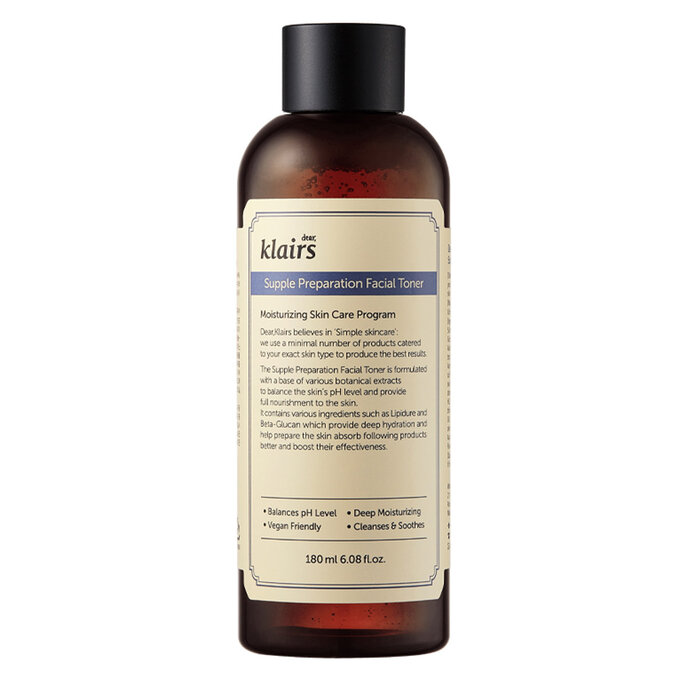 dear,
klairs
Supple Preparation Facial Toner
Moisturizing Skin Care Program
Dear,Klairs believes in 'Simple skincare':
we use a minimal number of products catered
to your exact skin type to produce the best results.
The Supple Preparation Facial Toner is formulated
with a base of various botanical extracts
to balance the skin's pH level and provide
full nourishment to the skin.
It contains various ingredients such as Lipidure and
Beta-Glucan which provide deep hydration and
help prepare the skin absorb following products
better and boost their effectiveness.
• Balances pH Level • Deep Moisturizing
• Vegan Friendly • Cleanses & Soothes
180 ml 6.08 fl.oz.